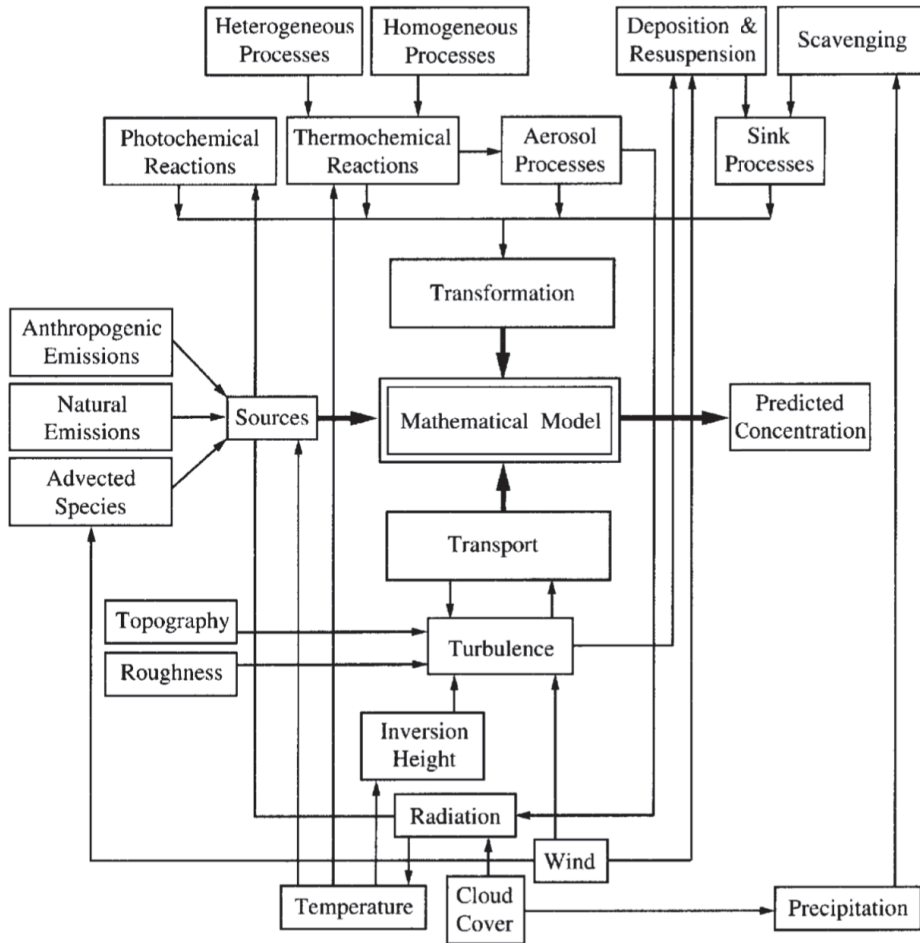 Heterogeneous
Processes
Homogeneous
Processes
Deposition &
Resuspension
Scavenging
Photochemical
Reactions
Thermochemical
Reactions
Aerosol
Processes
Sink
Processes
Transformation
Anthropogenic
Emissions
Natural
Emissions
Advected
Species
Sources
Mathematical Model
Predicted
Concentration
Transport
Topography
Roughness
Turbulence
Inversion
Height
Radiation
Wind
Temperature
Cloud
Cover
Precipitation